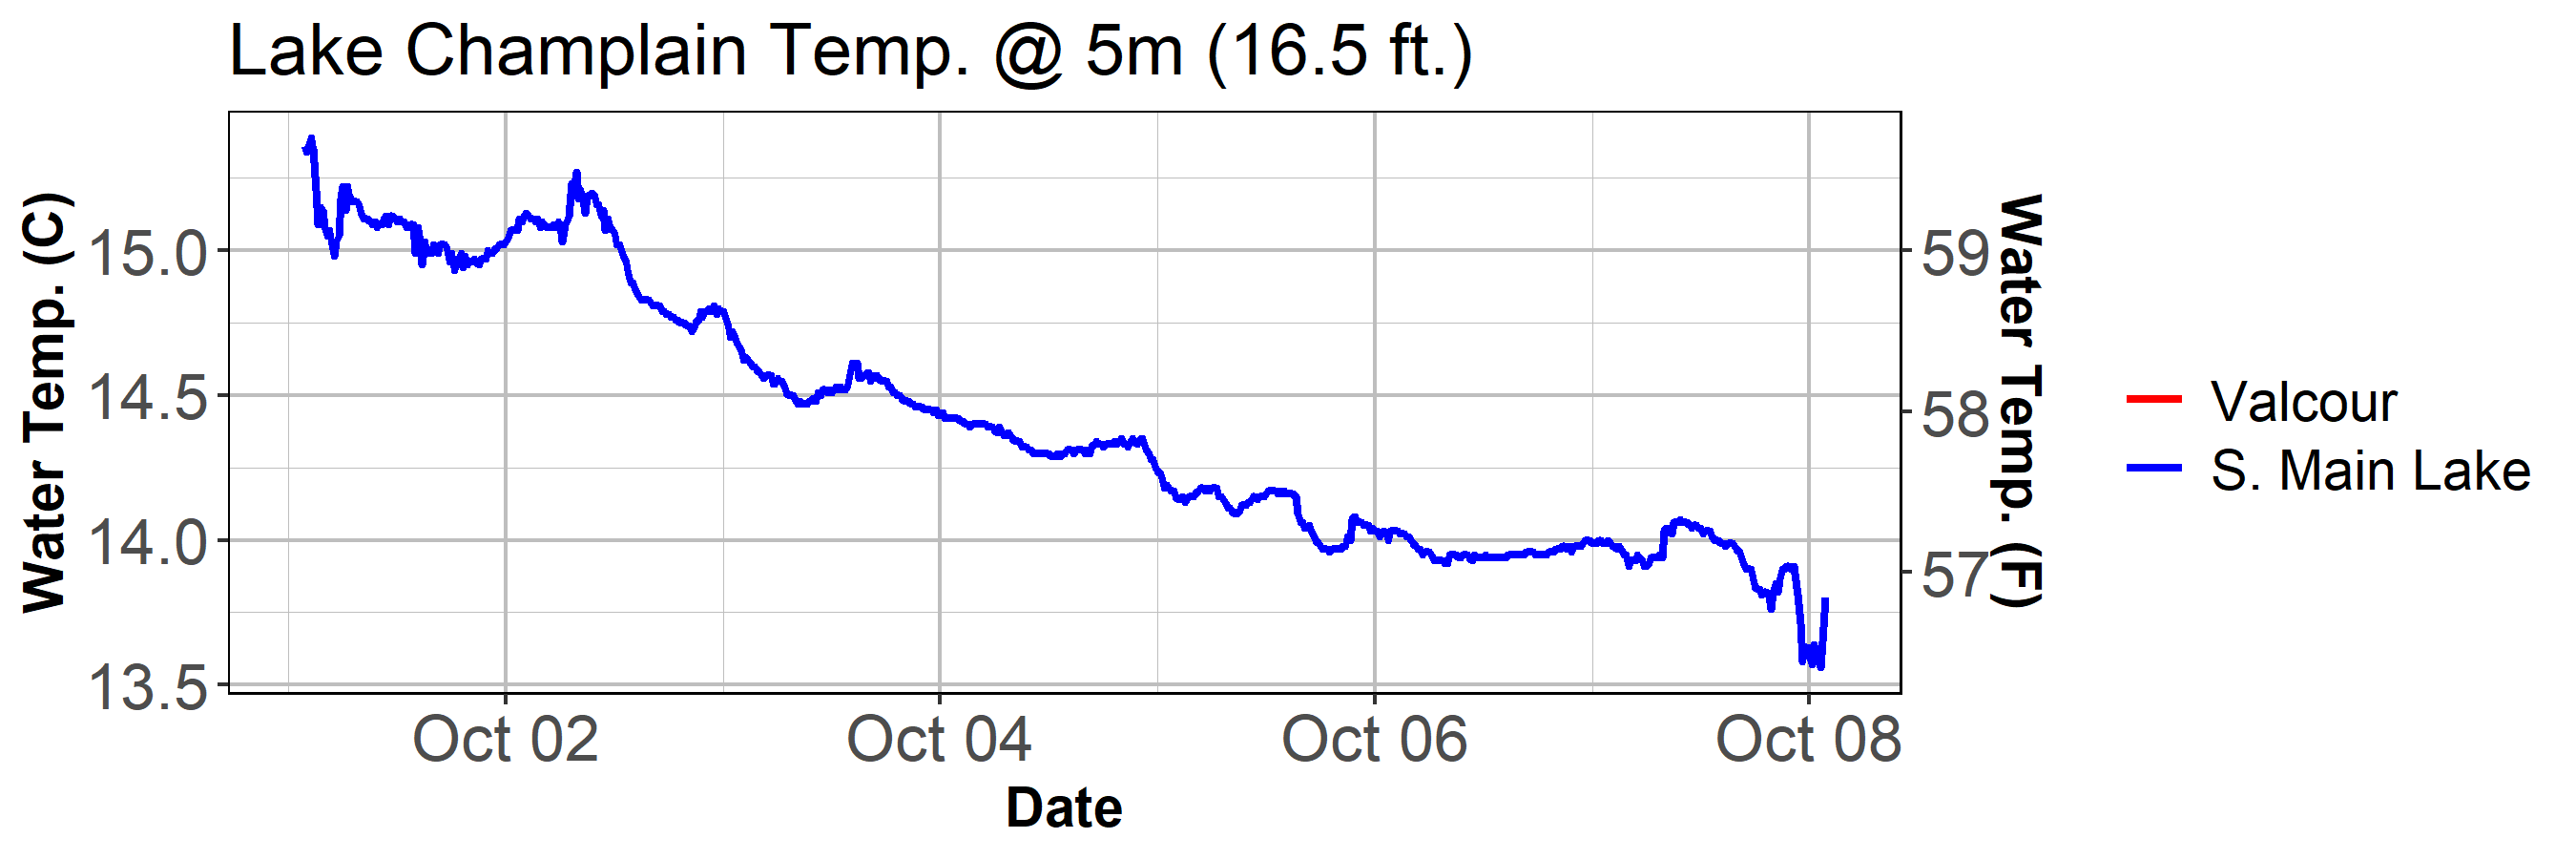 Lake Champlain Temp. @ 5m (16.5 ft.)
Water Temp. (C)
15.0
14.5
14.0
13.5
59
58
57
Water Temp. (F)
Oct 02
Oct 04
Oct 06
Oct 08
Date
Valcour
S. Main Lake